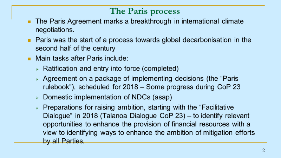 The Paris process
The Paris Agreement marks a breakthrough in international climate
negotiations.
Paris was the start of a process towards global decarbonisation in the
second half of the century
Main tasks after Paris include:
Ratification and entry into force (completed)
Agreement on a package of implementing decisions (the “Paris
rulebook”), scheduled for 2018 – Some progress during CoP 23
Domestic implementation of NDCs (asap)
Preparations for raising ambition, starting with the “Facilitative
Dialogue” in 2018 (Talanoa Dialogue CoP 23) – to identify relevant
opportunities to enhance the provision of financial resources with a
view to identifying ways to enhance the ambition of mitigation efforts
by all Parties.